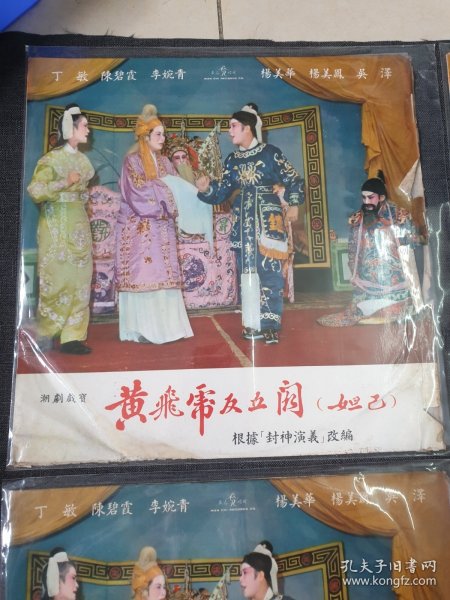 丁敏 陳碧霞 李婉青 楊美華 楊美鳳 吳澤
潮劇戲寶
黃飛虎反五関(妲己)
根據「封神演義」改編
丁敏 陳碧霞 李婉青 楊美華 楊美鳳 吳澤
孔夫子旧书网
www.kongfz.com